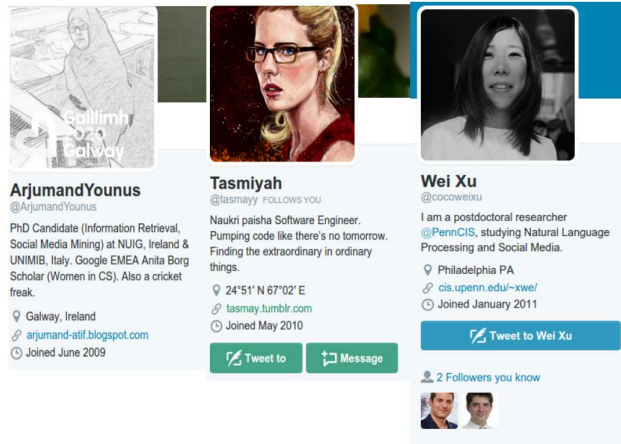 Gaillimh
2020
Galway
ArjumandYounus
@ArjumandYounus
PhD Candidate (Information Retrieval,
Social Media Mining) at NUIG, Ireland &
UNIMIB, Italy. Google EMEA Anita Borg
Scholar (Women in CS). Also a cricket
freak.
Galway, Ireland
arjumand-atif.blogspot.com
Joined June 2009
Tasmiyah
@tasmayy FOLLOWS YOU
Naukri paisha Software Engineer.
Pumping code like there's no tomorrow.
Finding the extraordinary in ordinary
things.
24°51' N 67°02' E
tasmay.tumblr.com
Joined May 2010
Tweet to
Message
Wei Xu
@cocoweixu
I am a postdoctoral researcher
@PennCIS, studying Natural Language
Processing and Social Media.
Philadelphia PA
cis.upenn.edu/~xwe/
Joined January 2011
Tweet to Wei Xu
2 Followers you know